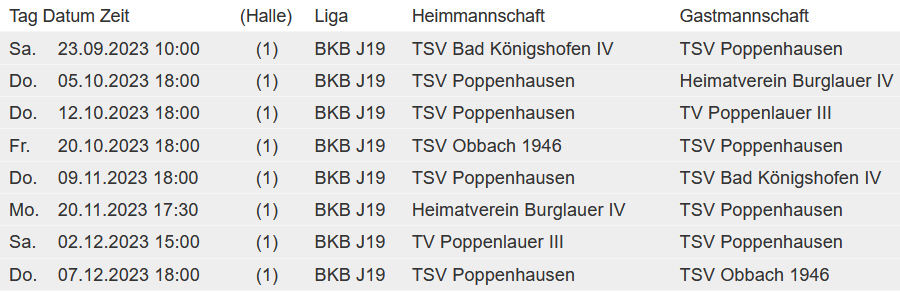 Tag Datum Zeit (Halle) Liga Heimmannschaft Gastmannschaft
Sa. 23.09.2023 10:00 (1) BKB J19 TSV Bad Königshofen IV TSV Poppenhausen
Do. 05.10.2023 18:00 (1) BKB J19 TSV Poppenhausen Heimatverein Burglauer IV
Do. 12.10.2023 18:00 (1) BKB J19 TSV Poppenhausen TV Poppenlauer III
Fr. 20.10.2023 18:00 (1) BKB J19 TSV Obbach 1946 TSV Poppenhausen
Do. 09.11.2023 18:00 (1) BKB J19 TSV Poppenhausen TSV Bad Königshofen IV
Mo. 20.11.2023 17:30 (1) BKB J19 Heimatverein Burglauer IV TSV Poppenhausen
Sa. 02.12.2023 15:00 (1) BKB J19 TV Poppenlauer III TSV Poppenhausen
Do. 07.12.2023 18:00 (1) BKB J19 TSV Poppenhausen TSV Obbach 1946